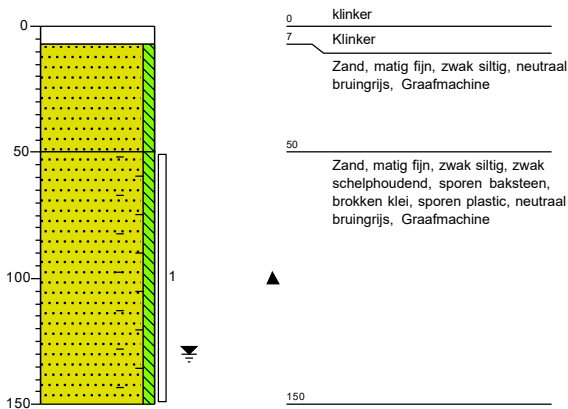 0
50
100
150
1
0 klinker
7 Klinker
Zand, matig fijn, zwak siltig, neutraal
bruingrijs, Graafmachine
50
Zand, matig fijn, zwak siltig, zwak
schelphoudend, sporen baksteen,
brokken klei, sporen plastic, neutraal
bruingrijs, Graafmachine
150